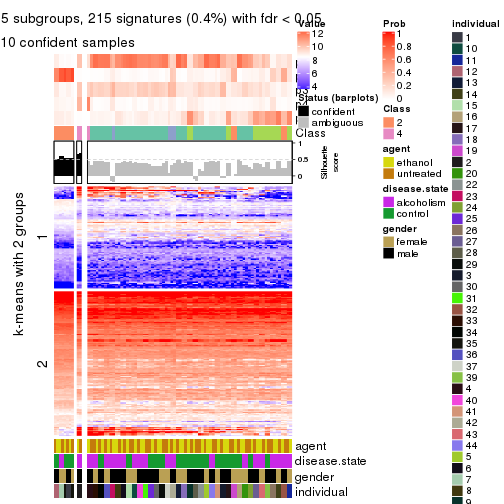 5 subgroups, 215 signatures (0.4%) with fdr < 0.05
10 confident samples
Value
12
10
8
6
4
Status (barplots)
confident
ambiguous
Class
1
0.5
0
Silhouette
score
k-means with 2 groups
1
2
agent
disease.state
gender
individual
Prob
1
0.8
0.6
0.4
0.2
0
Class
2
4
agent
ethanol
untreated
disease.state
alcoholism
control
gender
female
male
individual
1
10
11
12
13
14
15
16
17
18
19
2
20
22
23
24
25
26
27
28
29
3
30
31
32
33
34
35
36
37
39
4
40
41
42
43
44
5
6
7
8
9